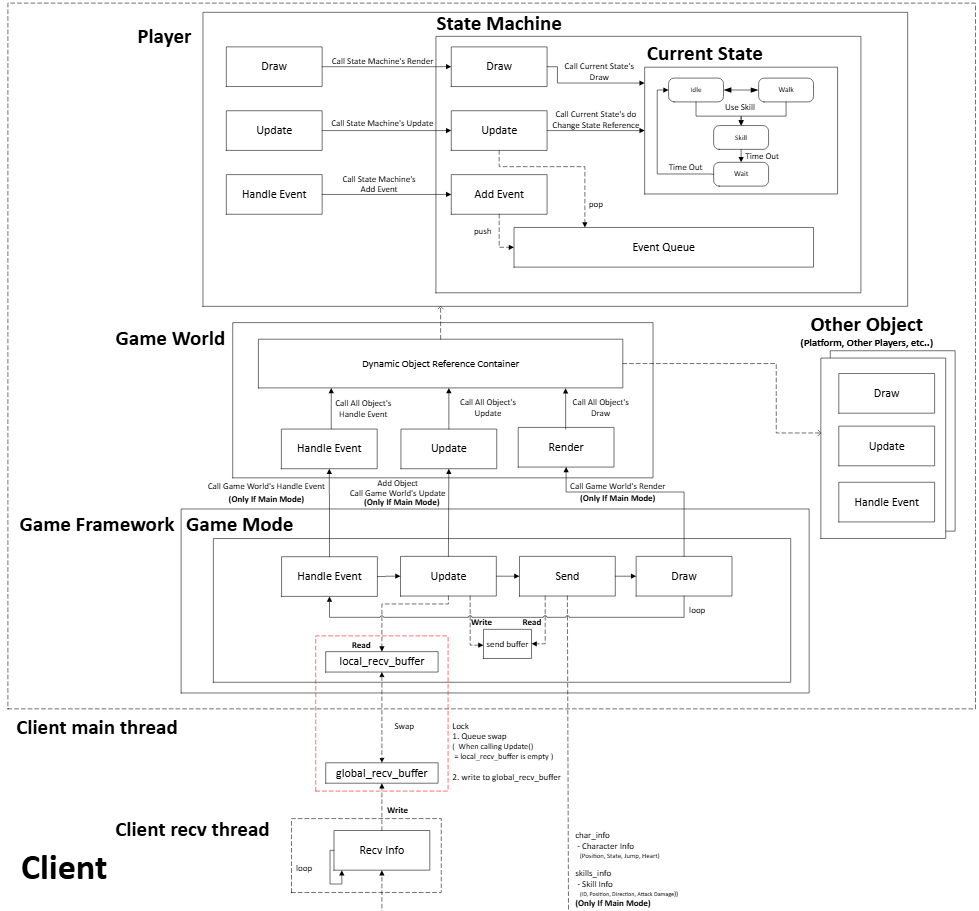 Player
State Machine
Current State
Draw
Call State Machine's Render
Draw
Call Current State's
Draw
Idle
Walk
Use Skill
Update
Call State Machine's Update
Update
Call Current State's do
Change State Reference
Skill
Time Out
Time Out
Wait
Handle Event
Call State Machine's
Add Event
Add Event
pop
push
Event Queue
Game World
Dynamic Object Reference Container
Call All Object's
Handle Event
Call All Object's
Update
Call All Object's
Draw
Handle Event
Update
Render
Other Object
(Platform, Other Players, etc..)
Draw
Update
Handle Event
Call Game World's Handle Event
(Only If Main Mode)
Add Object
Call Game World's Update
(Only If Main Mode)
Call Game World's Render
(Only If Main Mode)
Game Framework
Game Mode
Handle Event
Update
Send
Draw
loop
Write
Read
send buffer
Read
local_recv_buffer
Client main thread
Swap
Lock
1. Queue swap
( When calling Update()
= local_recv_buffer is empty )
2. write to global_recv_buffer
global_recv_buffer
Write
Client recv thread
Recv Info
loop
Client
char_info
- Character Info
(Position, State, Jump, Heart)
skills_info
- Skill Info
(ID, Position, Direction, Attack Damage))
(Only If Main Mode)